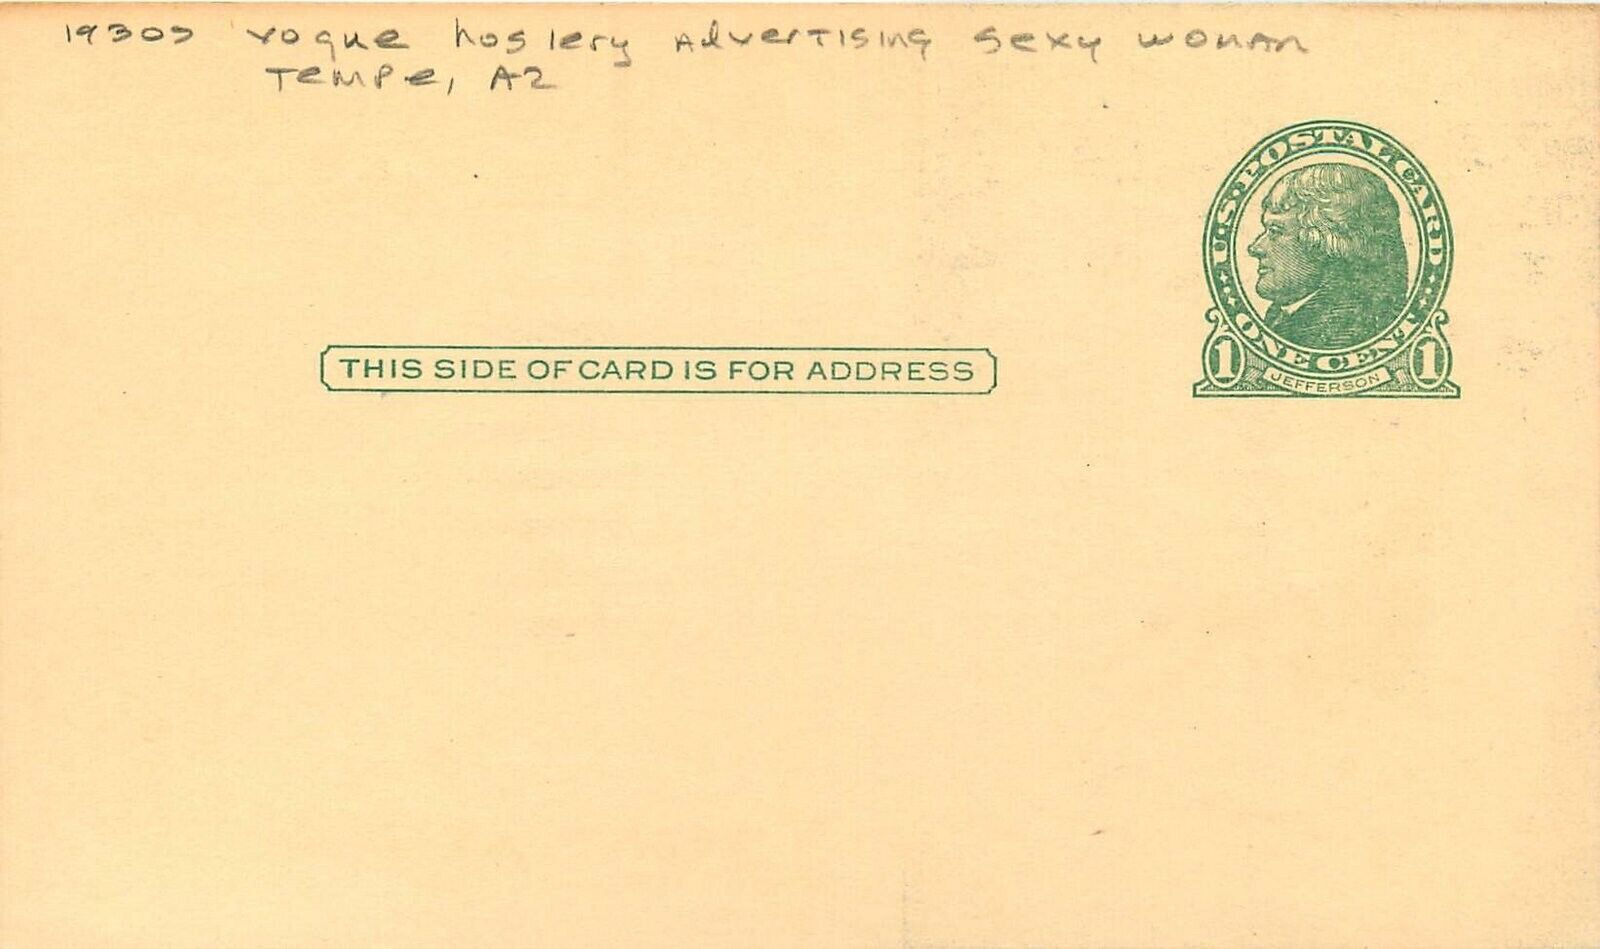 1930s Vogue hosiery Advertising sexy woman
Tempe, AZ
U.S. POSTAL CARD
ONE CENT
1 JEFFERSON 1
THIS SIDE OF CARD IS FOR ADDRESS